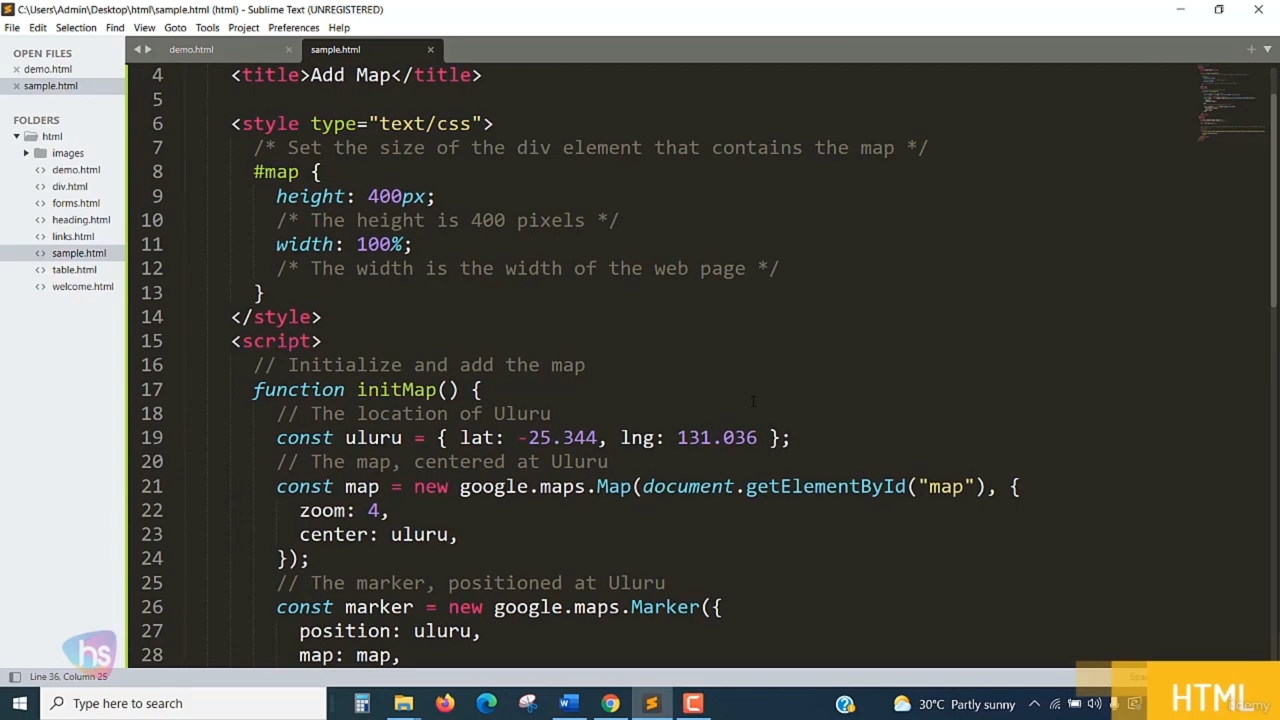 C:\Users\Admin\Desktop\html\sample.html (html) - Sublime Text (UNREGISTERED)
File Edit Selection Find View Goto Tools Project Preferences Help
OPEN FILES
demo.html
sample.html
FOLDERS
html
images
demo.html
div.html
forms.html
heading.html
links.html
sample.html
table.html
welcome.html
demo.html sample.html
4 <title>Add Map</title>
5
6 <style type="text/css">
7 /* Set the size of the div element that contains the map */
8 #map {
9 height: 400px;
10 /* The height is 400 pixels */
11 width: 100%;
12 /* The width is the width of the web page */
13 }
14 </style>
15 <script>
16 // Initialize and add the map
17 function initMap() {
18 // The location of Uluru
19 const uluru = { lat: -25.344, lng: 131.036 };
20 // The map, centered at Uluru
21 const map = new google.maps.Map(document.getElementById("map"), {
22 zoom: 4,
23 center: uluru,
24 });
25 // The marker, positioned at Uluru
26 const marker = new google.maps.Marker({
27 position: uluru,
28 map: map,
hs
Line 36, Column 25
Type here to search
30°C Partly sunny
HTML
Udemy